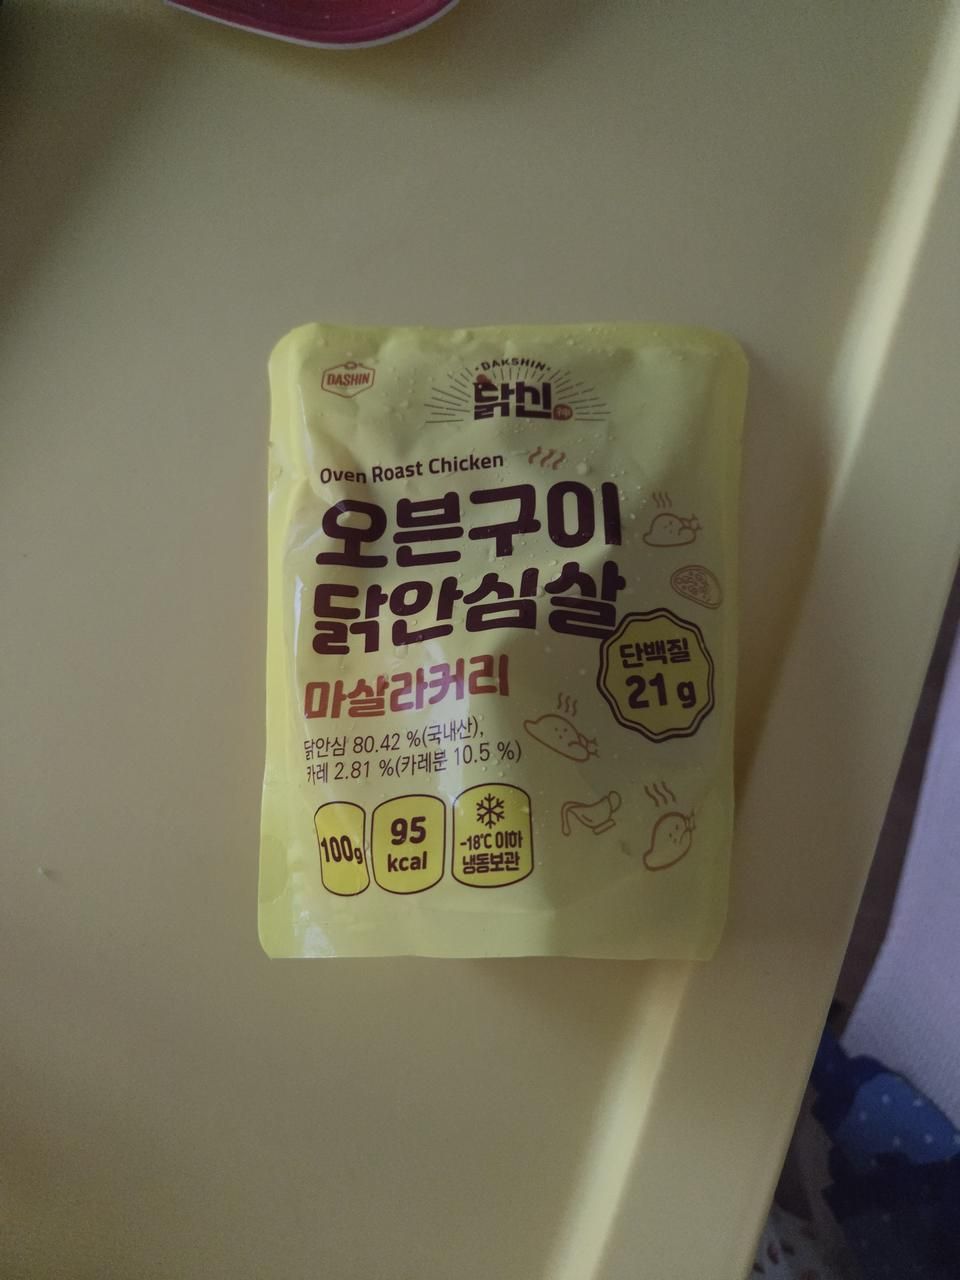 DASHIN
·DAKSHIN·
닭신
Oven Roast Chicken
오븐구이
닭안심살
마살라커리
단백질
21 g
닭안심 80.42 %(국내산),
카레 2.81 %(카레분 10.5 %)
100g
95
kcal
-18℃ 이하
냉동보관